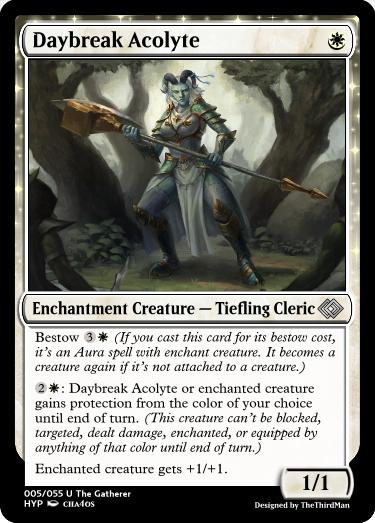 Daybreak Acolyte
Enchantment Creature — Tiefling Cleric
Bestow 3 (If you cast this card for its bestow cost,
it's an Aura spell with enchant creature. It becomes
a creature again if it's not attached to a creature.)
2: Daybreak Acolyte or enchanted creature
gains protection from the color of your choice
until end of turn. (This creature can't be blocked,
targeted, dealt damage, enchanted, or equipped by
anything of that color until end of turn.)
Enchanted creature gets +1/+1.
1/1
005/055 U The Gatherer
HYP CHA4OS
Designed by TheThirdMan